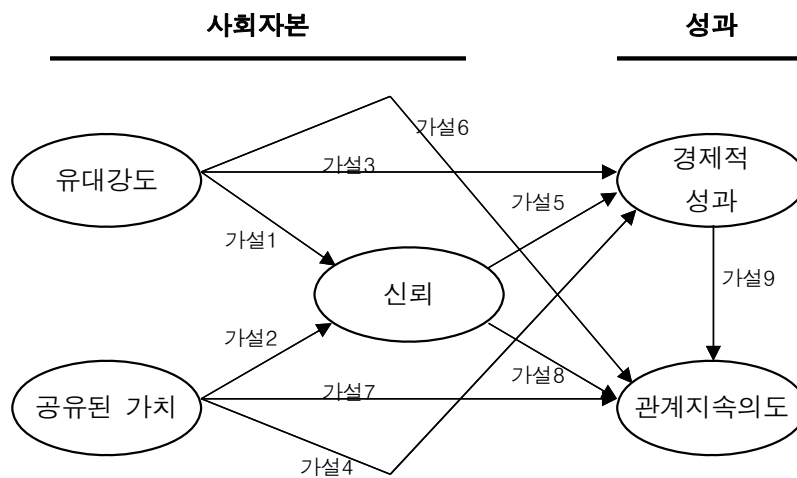 사회자본
성과
가설6
유대강도
가설3
경제적
성과
가설5
가설1
신뢰
가설9
가설2
가설8
공유된 가치
가설7
관계지속의도
가설4